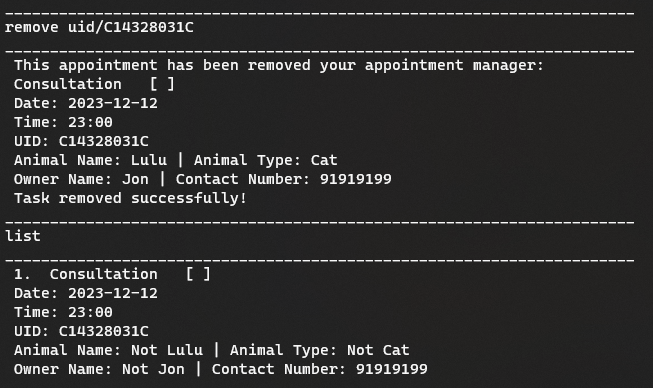 remove uid/C14328031C
This appointment has been removed your appointment manager:
Consultation [ ]
Date: 2023-12-12
Time: 23:00
UID: C14328031C
Animal Name: Lulu | Animal Type: Cat
Owner Name: Jon | Contact Number: 91919199
Task removed successfully!
list
1. Consultation [ ]
Date: 2023-12-12
Time: 23:00
UID: C14328031C
Animal Name: Not Lulu | Animal Type: Not Cat
Owner Name: Not Jon | Contact Number: 91919199